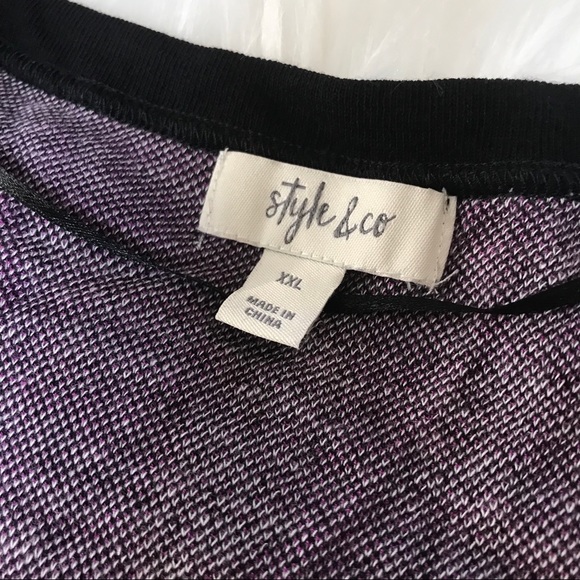 style & co
XXL
MADE IN
CHINA